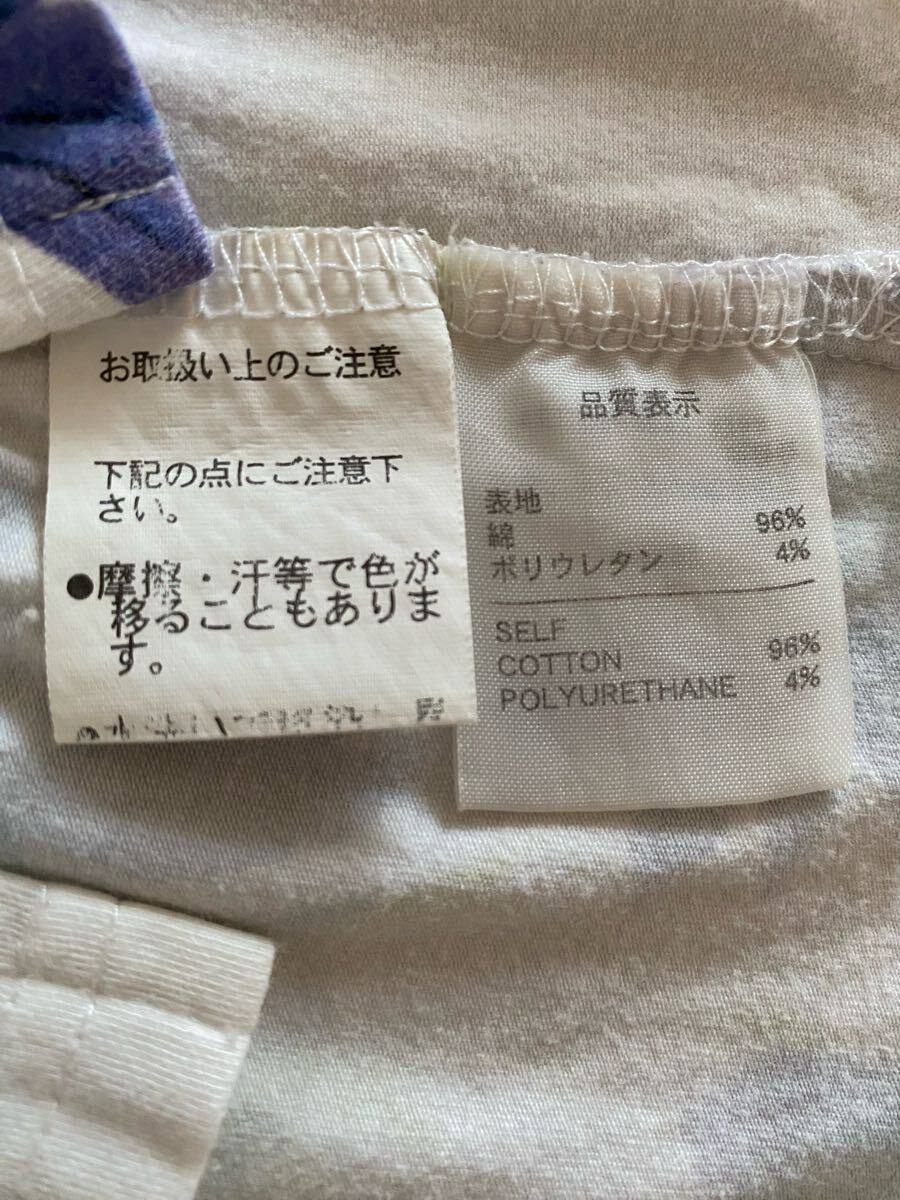 お取扱い上のご注意
下記の点にご注意下
さい。
●摩擦・汗等で色が
移ることもありま
す。
品質表示
表地
綿 96%
ポリウレタン 4%
SELF
COTTON 96%
POLYURETHANE 4%